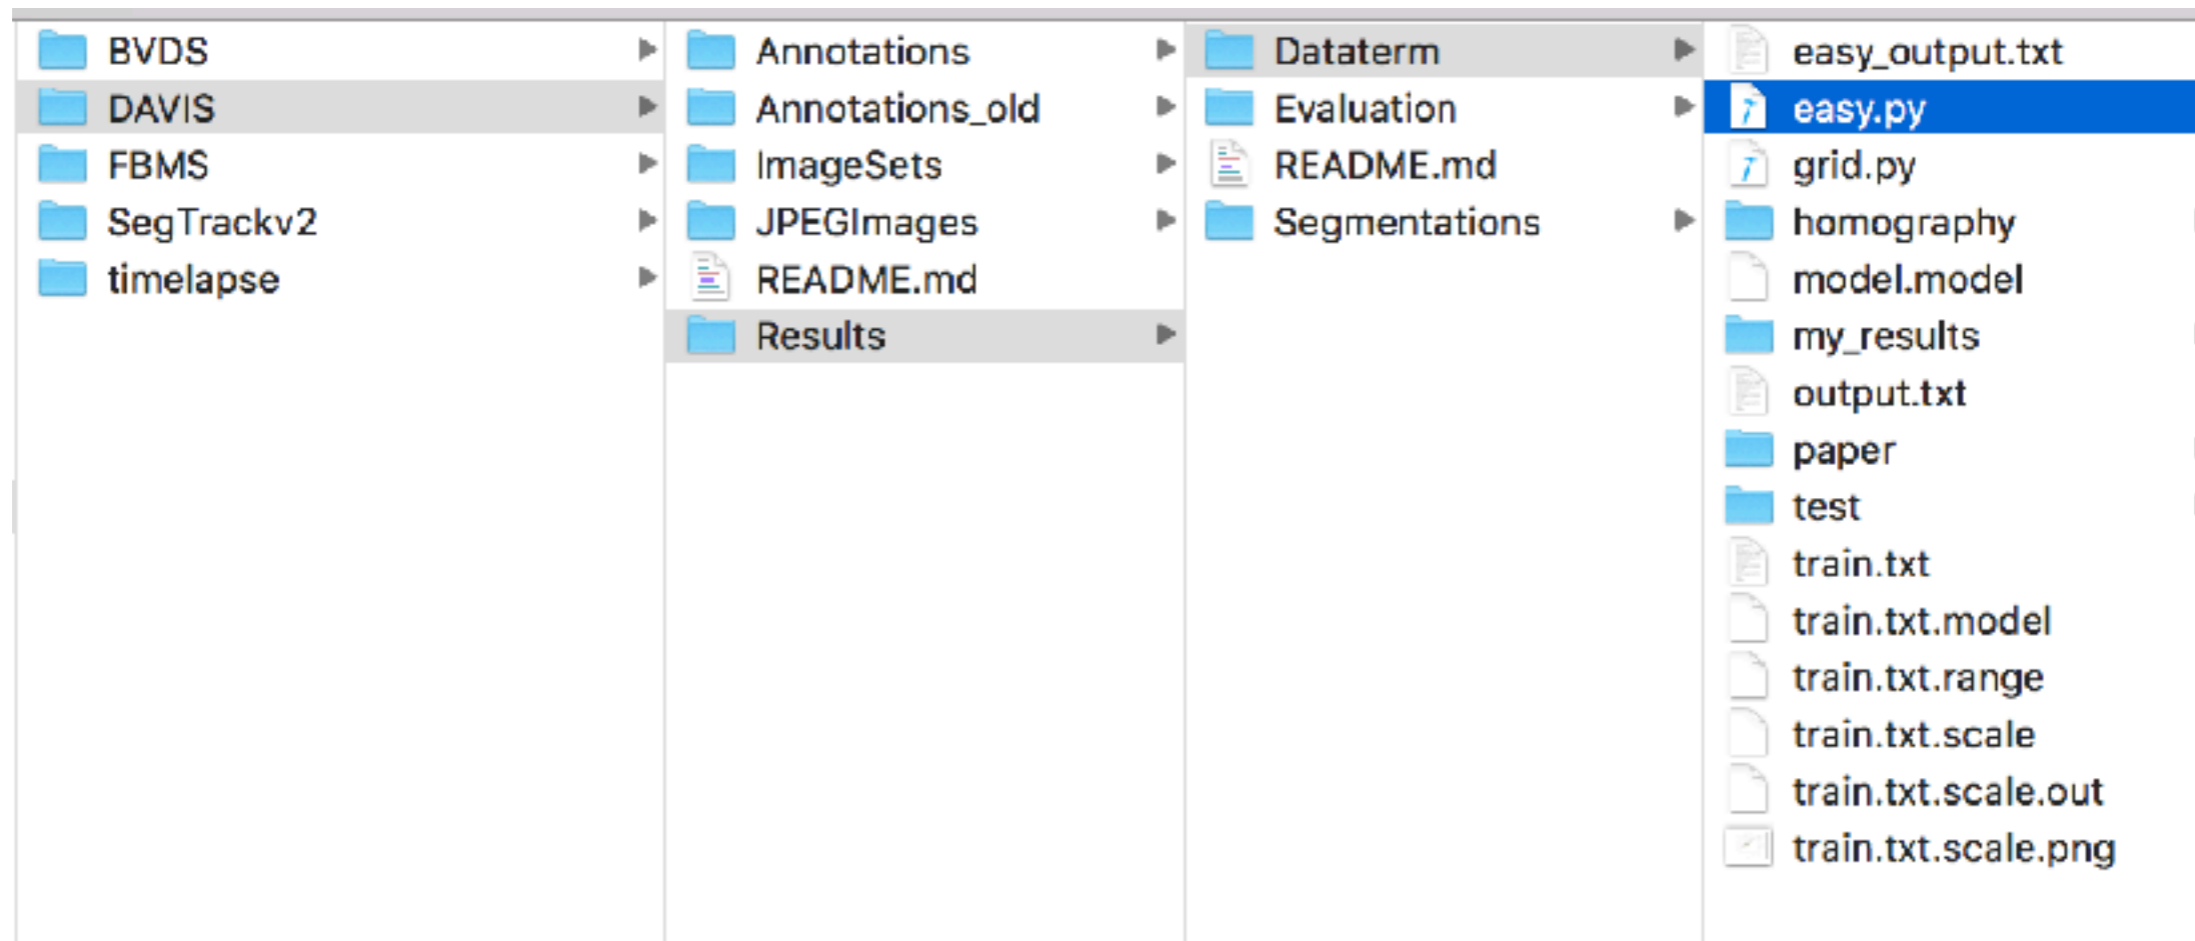 BVDS
DAVIS
FBMS
SegTrackv2
timelapse
Annotations
Annotations_old
ImageSets
JPEGImages
README.md
Results
Dataterm
Evaluation
README.md
Segmentations
easy_output.txt
easy.py
grid.py
homography
model.model
my_results
output.txt
paper
test
train.txt
train.txt.model
train.txt.range
train.txt.scale
train.txt.scale.out
train.txt.scale.png